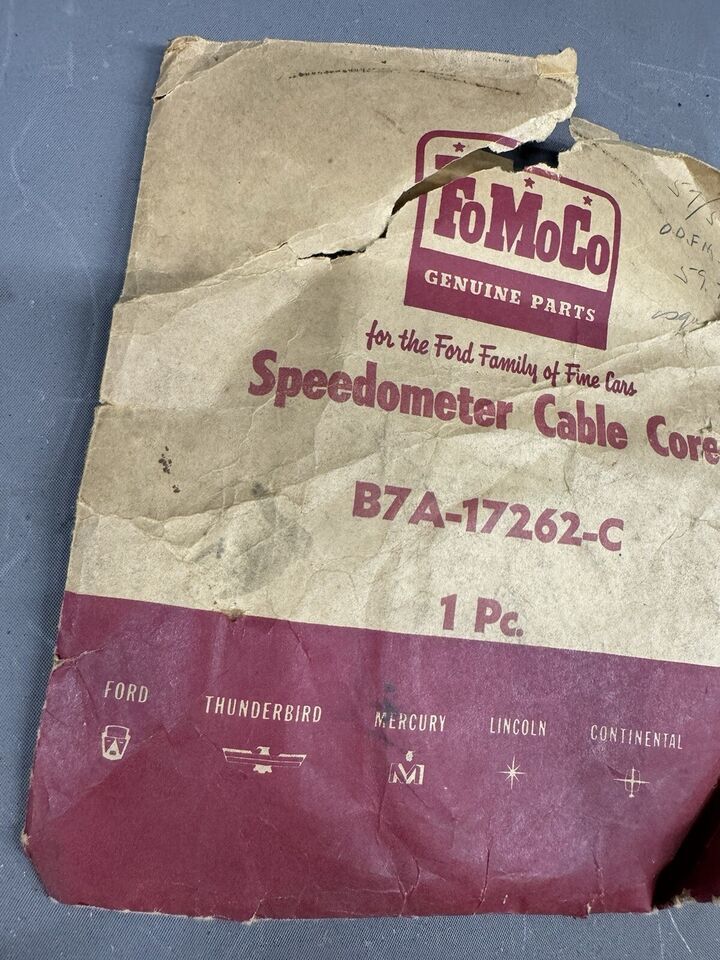 FoMoCo
GENUINE PARTS
for the Ford Family of Fine Cars
Speedometer Cable Core
B7A-17262-C
1 Pc.
FORD THUNDERBIRD MERCURY LINCOLN CONTINENTAL
M
59